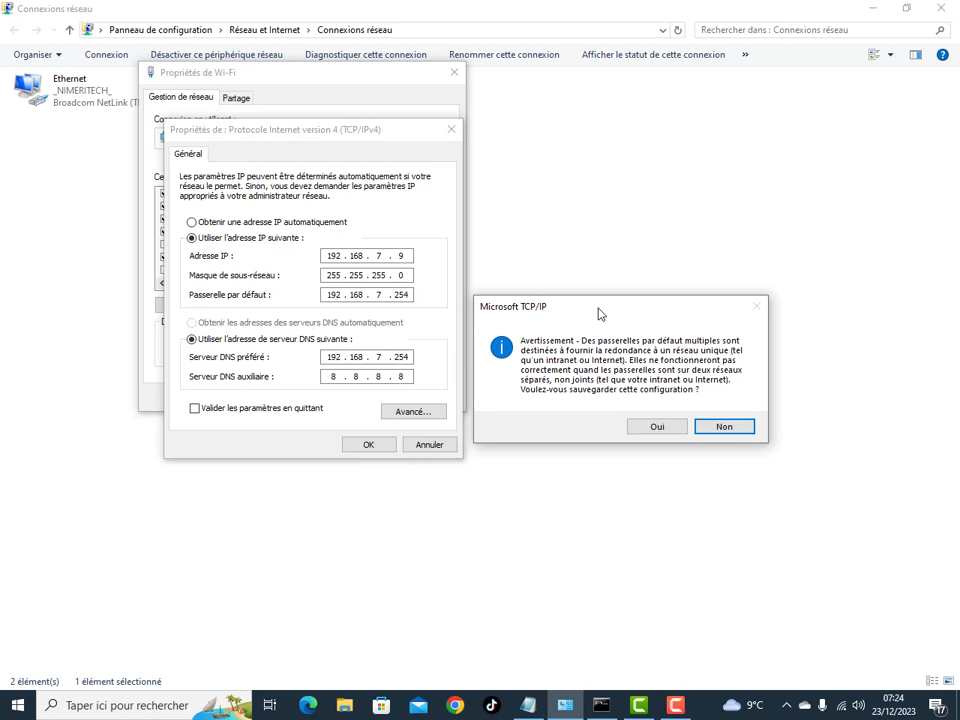 Connexions réseau
Panneau de configuration > Réseau et Internet > Connexions réseau
Rechercher dans : Connexions réseau
Organiser
Connexion
Désactiver ce périphérique réseau
Diagnostiquer cette connexion
Renommer cette connexion
Afficher le statut de cette connexion
»
Ethernet
_NIMERITECH_
Broadcom NetLink (T
Propriétés de Wi-Fi
Gestion de réseau
Partage
Propriétés de : Protocole Internet version 4 (TCP/IPv4)
Général
Les paramètres IP peuvent être déterminés automatiquement si votre
réseau le permet. Sinon, vous devez demander les paramètres IP
appropriés à votre administrateur réseau.
Obtenir une adresse IP automatiquement
Utiliser l'adresse IP suivante :
Adresse IP : 192 . 168 . 7 . 9
Masque de sous-réseau : 255 . 255 . 255 . 0
Passerelle par défaut : 192 . 168 . 7 . 254
Obtenir les adresses des serveurs DNS automatiquement
Utiliser l'adresse de serveur DNS suivante :
Serveur DNS préféré : 192 . 168 . 7 . 254
Serveur DNS auxiliaire : 8 . 8 . 8 . 8
Valider les paramètres en quittant
Avancé...
OK
Annuler
Microsoft TCP/IP
Avertissement - Des passerelles par défaut multiples sont
destinées à fournir la redondance à un réseau unique (tel
qu'un intranet ou Internet). Elles ne fonctionneront pas
correctement quand les passerelles sont sur deux réseaux
séparés, non joints (tel que votre intranet ou Internet).
Voulez-vous sauvegarder cette configuration ?
Oui
Non
2 élément(s)
1 élément sélectionné
Taper ici pour rechercher
9°C
07:24
23/12/2023
17